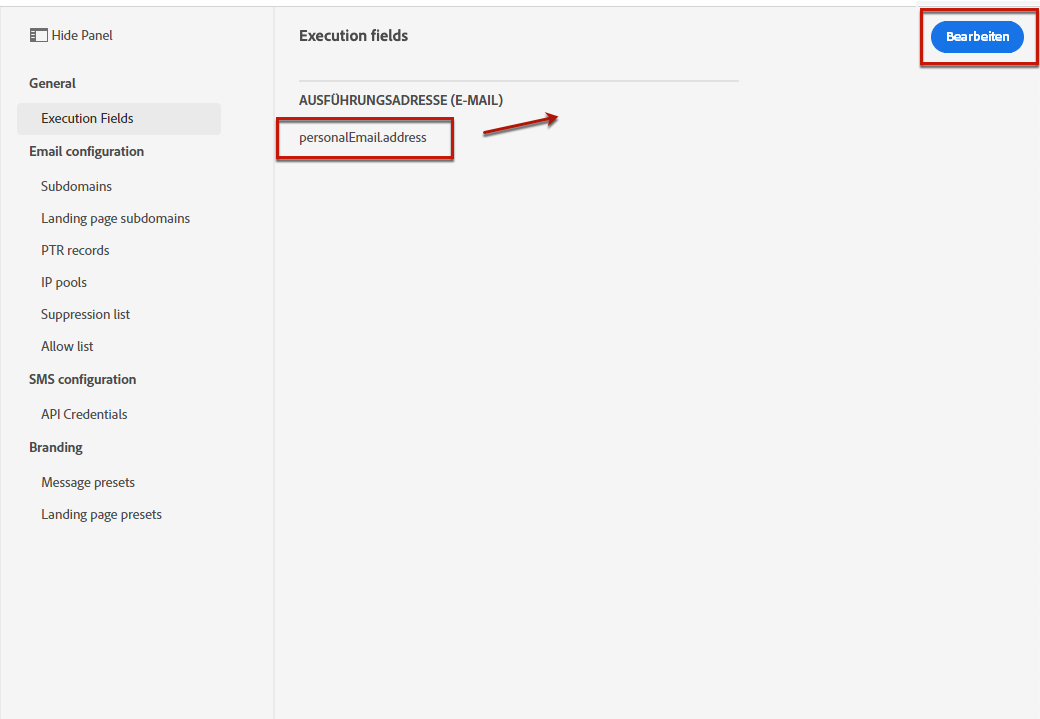 Hide Panel
General
Execution Fields
Email configuration
Subdomains
Landing page subdomains
PTR records
IP pools
Suppression list
Allow list
SMS configuration
API Credentials
Branding
Message presets
Landing page presets
Execution fields
Bearbeiten
AUSFÜHRUNGSADRESSE (E-MAIL)
personalEmail.address